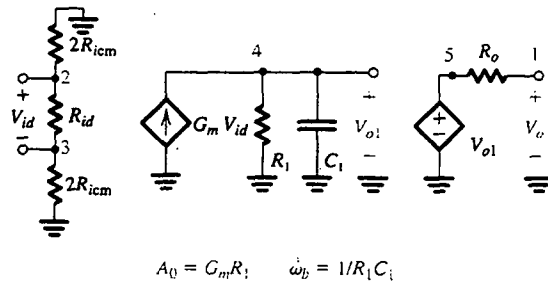 2R_icm
2
+
V_id
R_id
−
3
2R_icm
4
G_m V_id
R_1
C_1
+
V_o1
−
5
R_o
1
+
−
V_o1
+
V_o
−
A_0 = G_m R_1   ω_b = 1/R_1 C_1